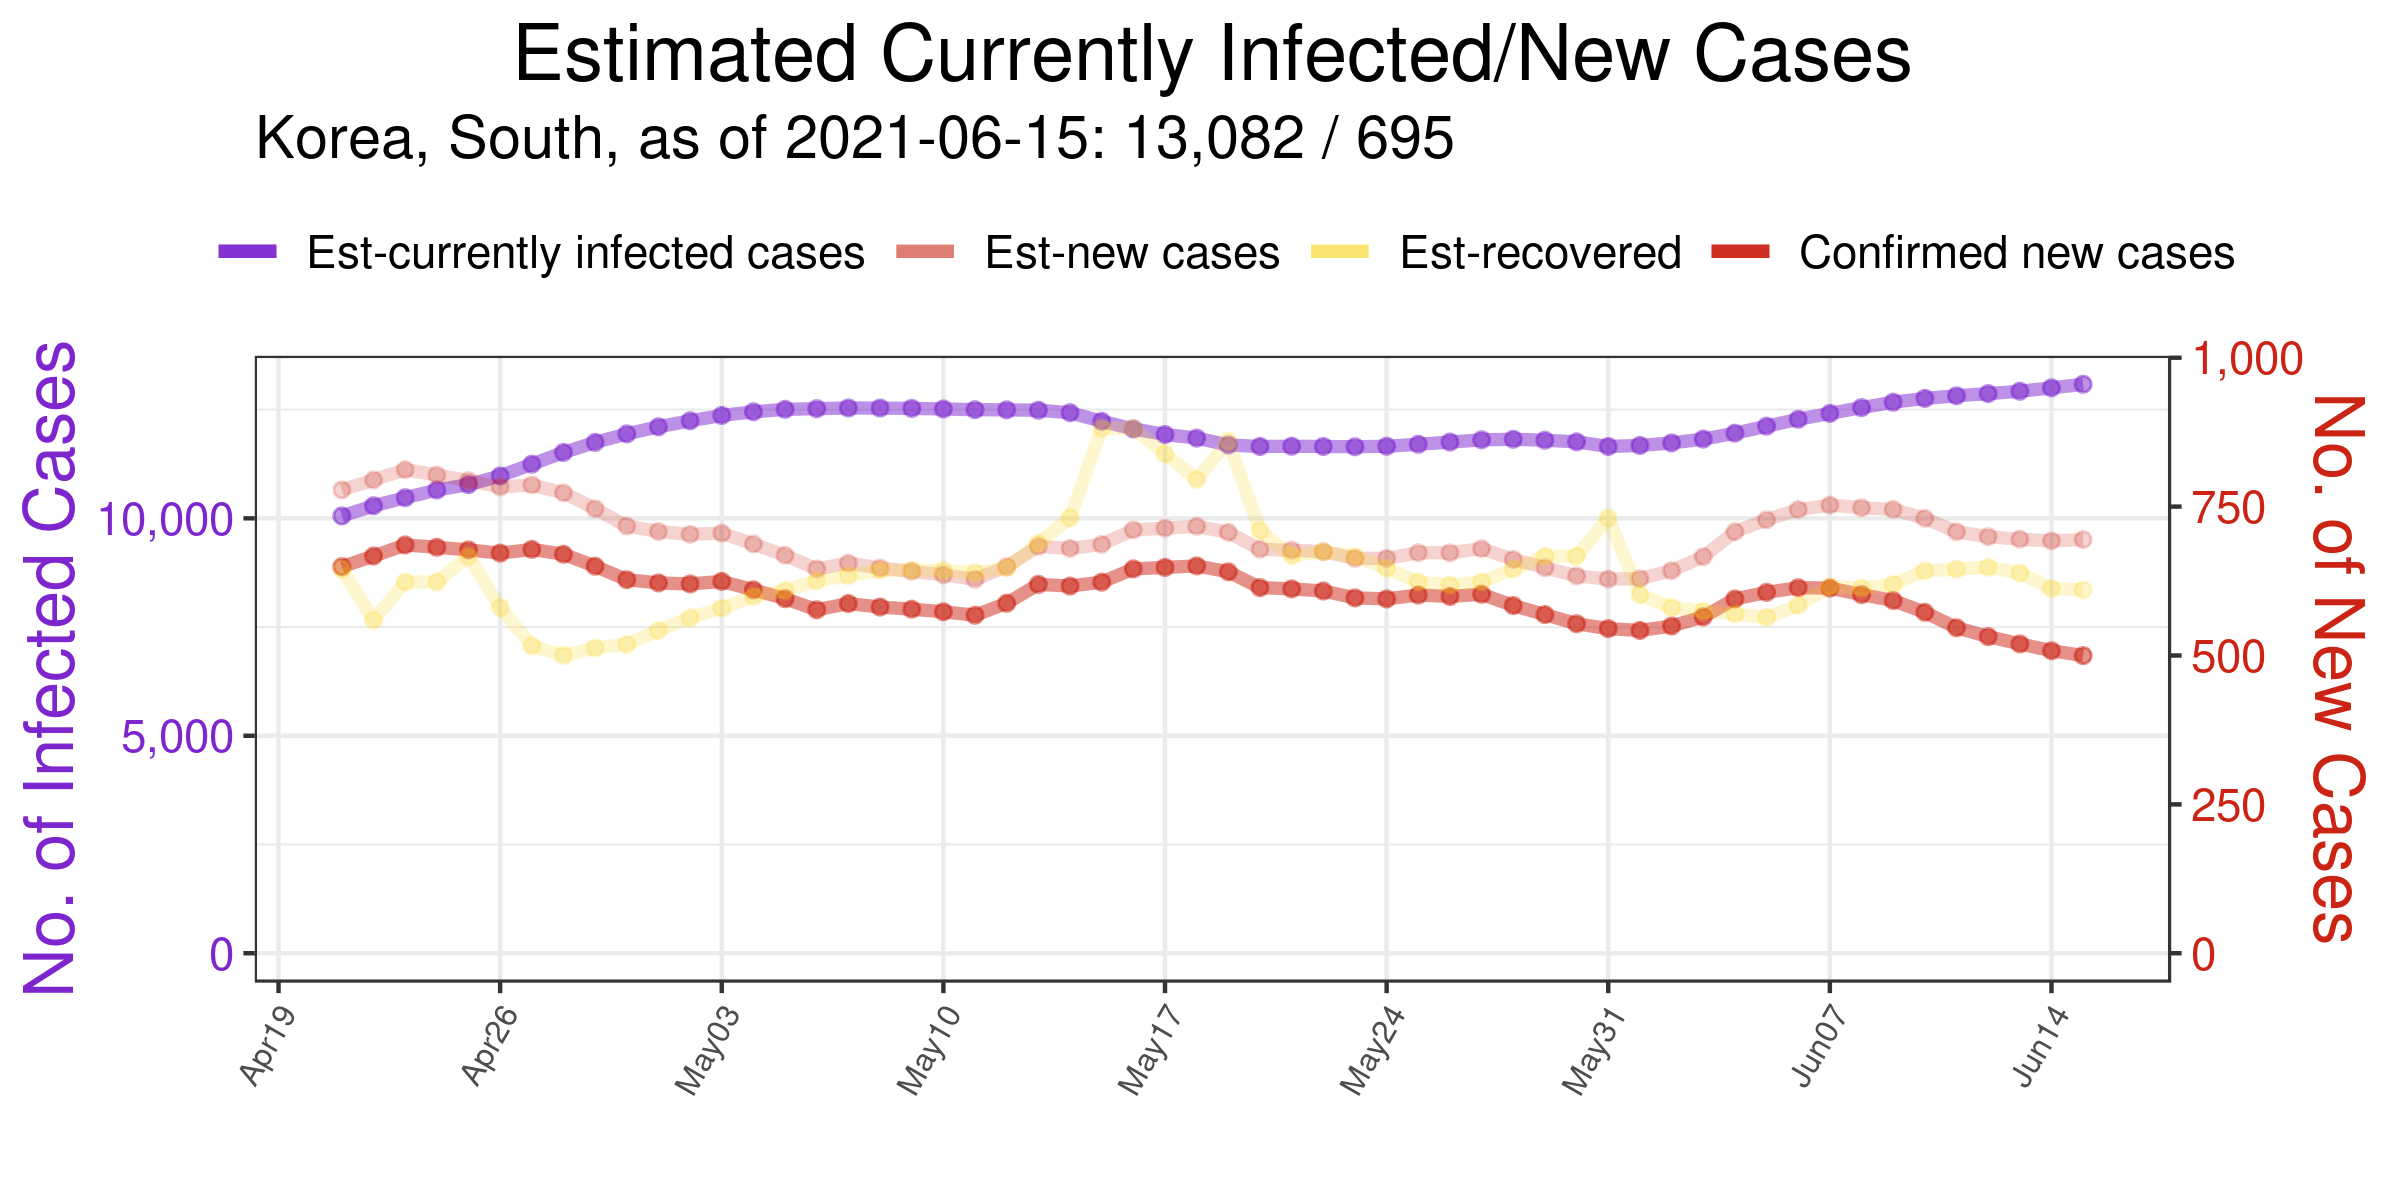 Estimated Currently Infected/New Cases
Korea, South, as of 2021-06-15: 13,082 / 695
Est-currently infected cases Est-new cases Est-recovered Confirmed new cases
No. of Infected Cases
10,000
5,000
0
1,000
750
500
250
0
No. of New Cases
Apr19 Apr26 May03 May10 May17 May24 May31 Jun07 Jun14